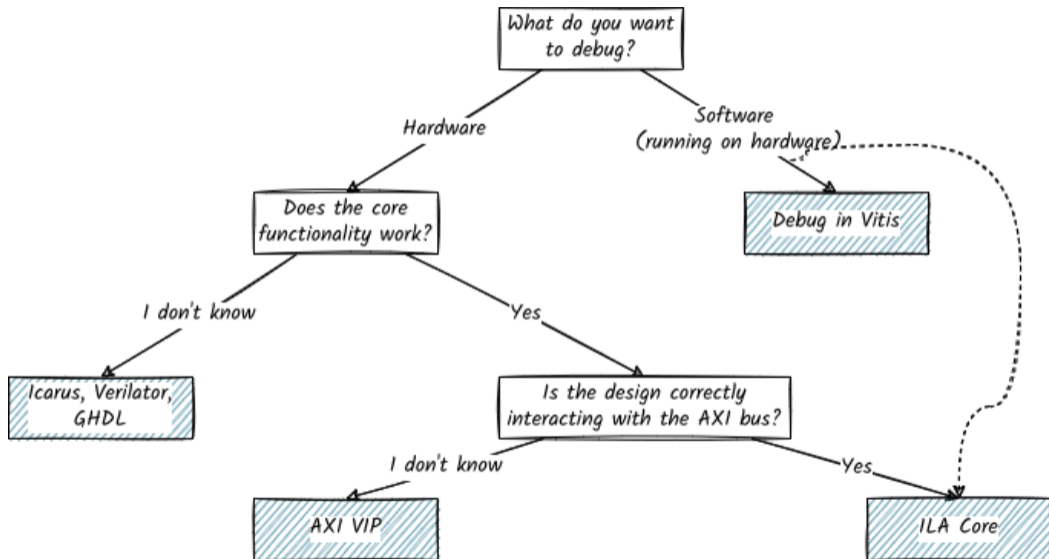 What do you want
to debug?
Hardware
Software
(running on hardware)
Does the core
functionality work?
Debug in Vitis
I don't know
Yes
Icarus, Verilator,
GHDL
Is the design correctly
interacting with the AXI bus?
I don't know
Yes
AXI VIP
ILA Core